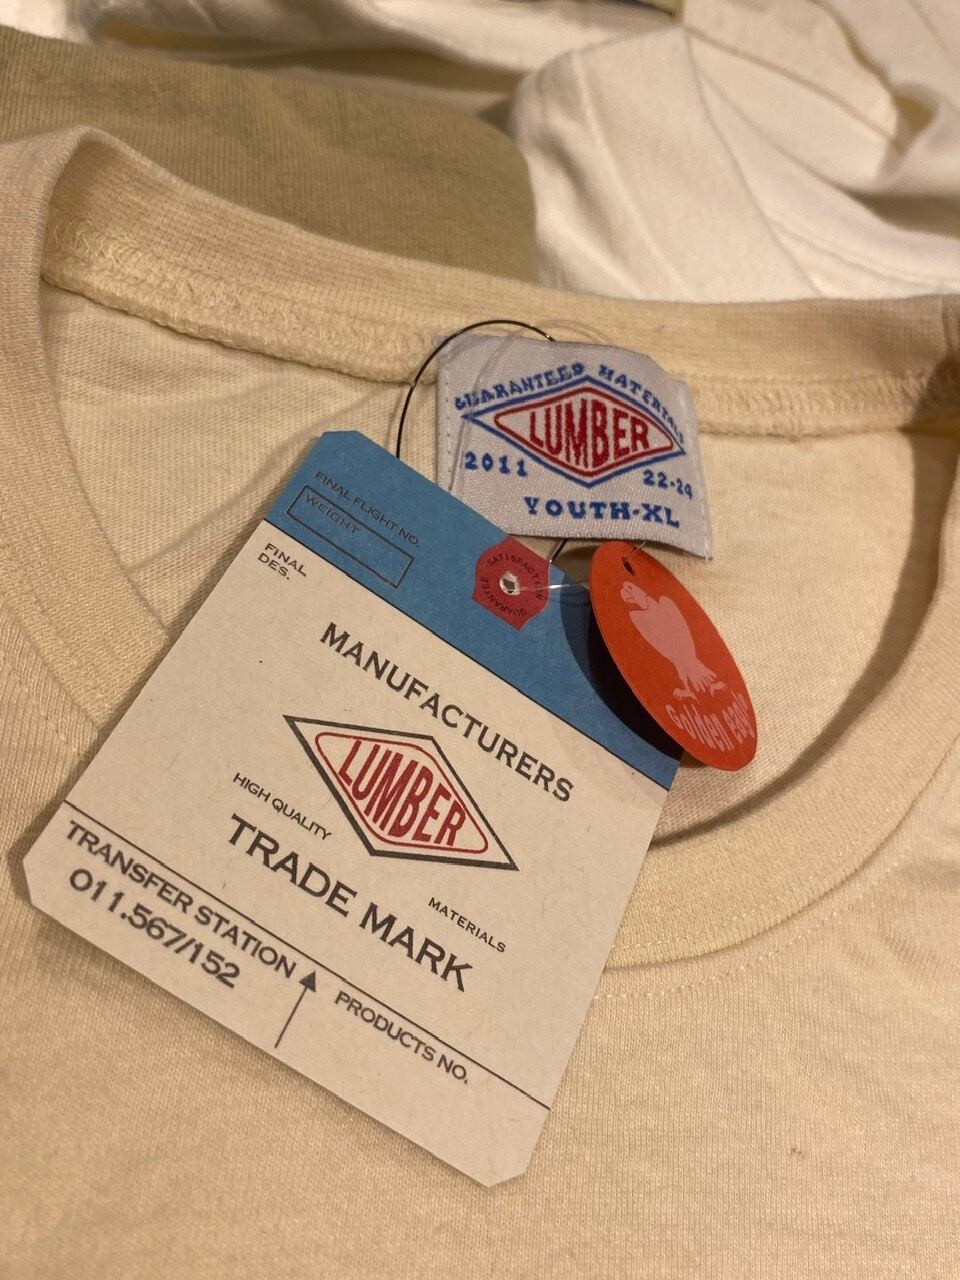 GUARANTEED MATERIALS
LUMBER
2011
22-24
YOUTH-XL
FINAL FLIGHT NO.
WEIGHT
FINAL
DES.
SATISFACTION
GUARANTEE
Golden eagle
MANUFACTURERS
LUMBER
HIGH QUALITY
TRADE MARK
MATERIALS
TRANSFER STATION
011.567/152
PRODUCTS NO.